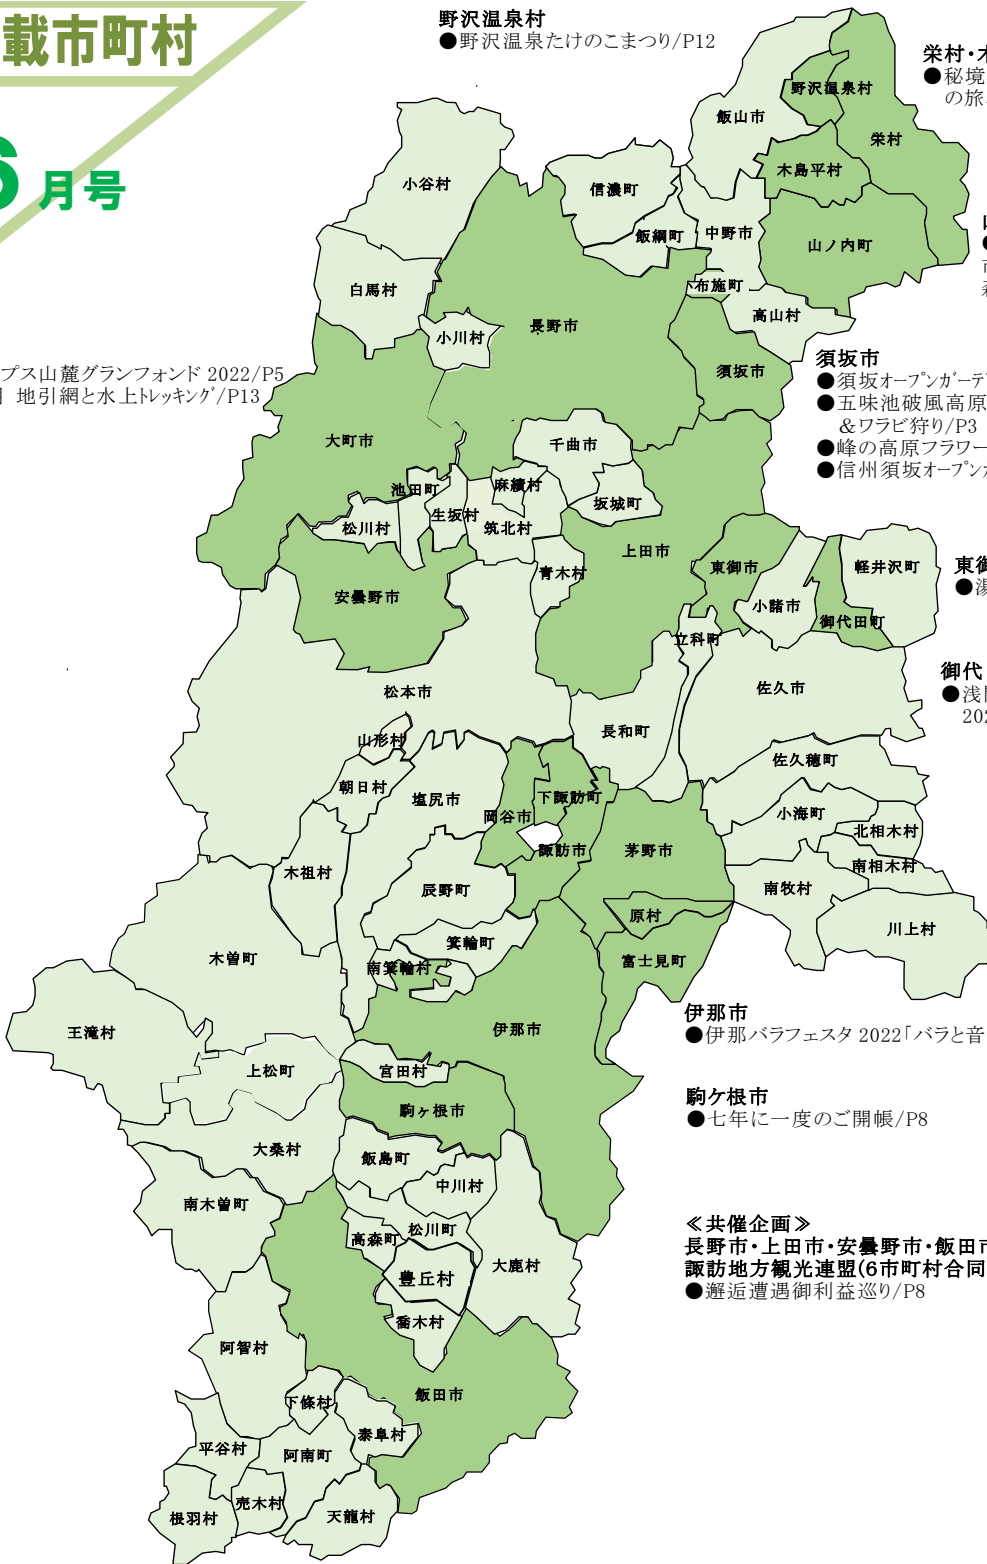 載市町村
6月号
野沢温泉村
●野沢温泉たけのこまつり/P12
栄村・
●秘境
の旅
プス山麓グランフォンド 2022/P5
地引網と水上トレッキング/P13
須坂市
●須坂オープンガーデ
●五味池破風高原
＆ワラビ狩り/P3
●峰の高原フラワー
●信州須坂オープンガ
東御
●湯
御代
●浅間
202
伊那市
●伊那バラフェスタ 2022「バラと音
駒ケ根市
●七年に一度のご開帳/P8
≪共催企画≫
長野市・上田市・安曇野市・飯田市
諏訪地方観光連盟(6市町村合同
●邂逅遭遇御利益巡り/P8
野沢温泉村
飯山市
栄村
木島平村
小谷村
信濃町
飯綱町
中野市
山ノ内町
白馬村
小布施町
高山村
長野市
小川村
須坂市
大町市
千曲市
池田町
麻績村
坂城町
松川村
生坂村
筑北村
上田市
青木村
東御市
軽井沢町
安曇野市
小諸市
御代田町
立科町
松本市
佐久市
山形村
長和町
佐久穂町
朝日村
塩尻市
岡谷市
下諏訪町
小海町
北相木村
諏訪市
茅野市
南相木村
木祖村
辰野町
南牧村
原村
川上村
箕輪町
木曽町
南箕輪村
富士見町
王滝村
伊那市
上松町
宮田村
駒ヶ根市
大桑村
飯島町
中川村
南木曽町
高森町
松川町
大鹿村
豊丘村
喬木村
阿智村
飯田市
下條村
泰阜村
平谷村
阿南町
売木村
根羽村
天龍村